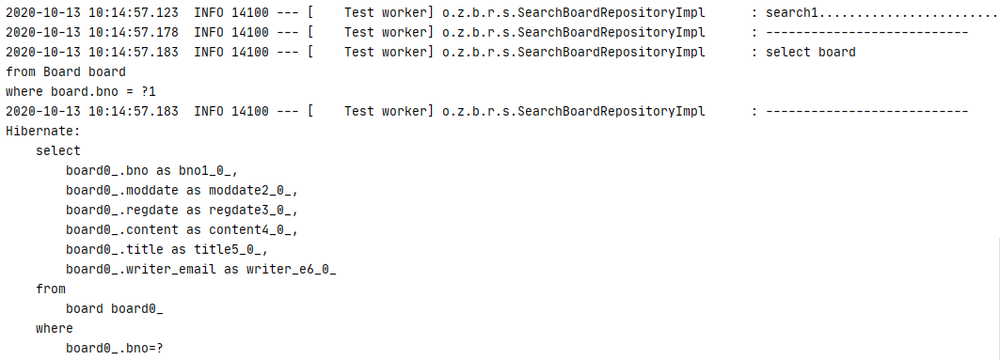 2020-10-13 10:14:57.123  INFO 14100 --- [    Test worker] o.z.b.r.s.SearchBoardRepositoryImpl      : search1........................
2020-10-13 10:14:57.178  INFO 14100 --- [    Test worker] o.z.b.r.s.SearchBoardRepositoryImpl      : ---------------------------
2020-10-13 10:14:57.183  INFO 14100 --- [    Test worker] o.z.b.r.s.SearchBoardRepositoryImpl      : select board
from Board board
where board.bno = ?1
2020-10-13 10:14:57.183  INFO 14100 --- [    Test worker] o.z.b.r.s.SearchBoardRepositoryImpl      : ---------------------------
Hibernate:
    select
        board0_.bno as bno1_0_,
        board0_.moddate as moddate2_0_,
        board0_.regdate as regdate3_0_,
        board0_.content as content4_0_,
        board0_.title as title5_0_,
        board0_.writer_email as writer_e6_0_
    from
        board board0_
    where
        board0_.bno=?